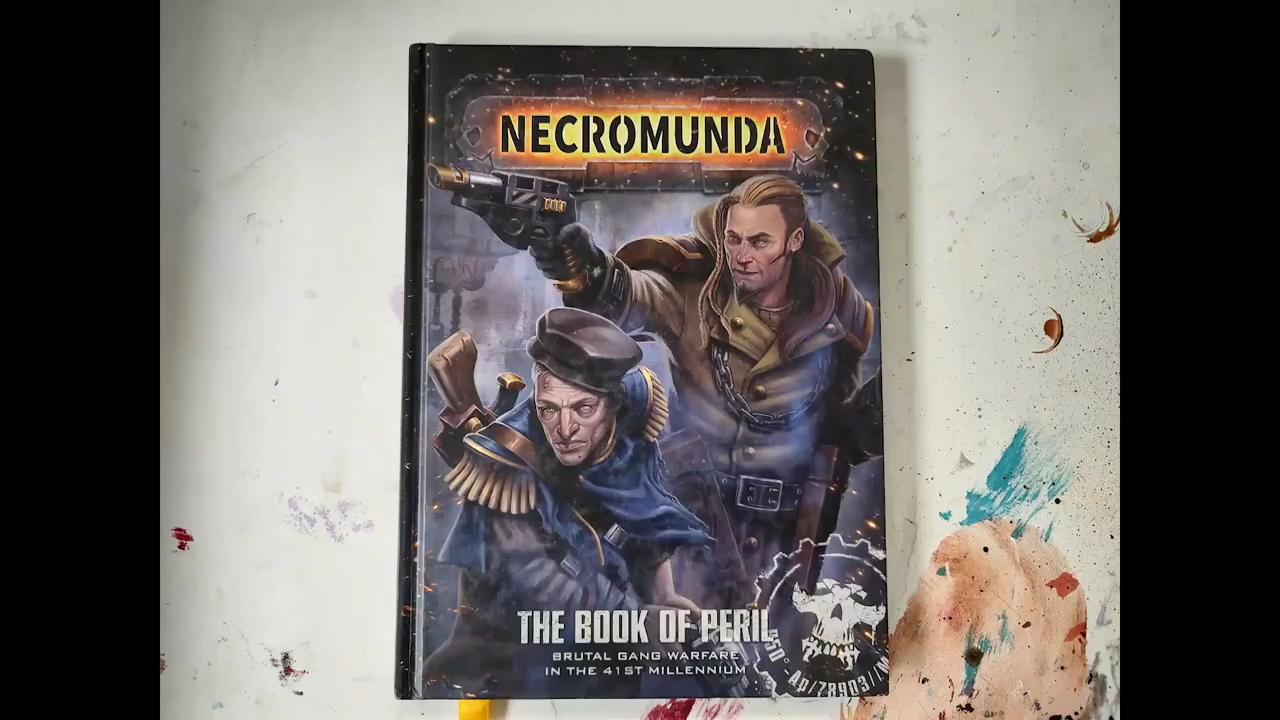 NECROMUNDA
THE BOOK OF PERIL
BRUTAL GANG WARFARE
IN THE 41ST MILLENNIUM